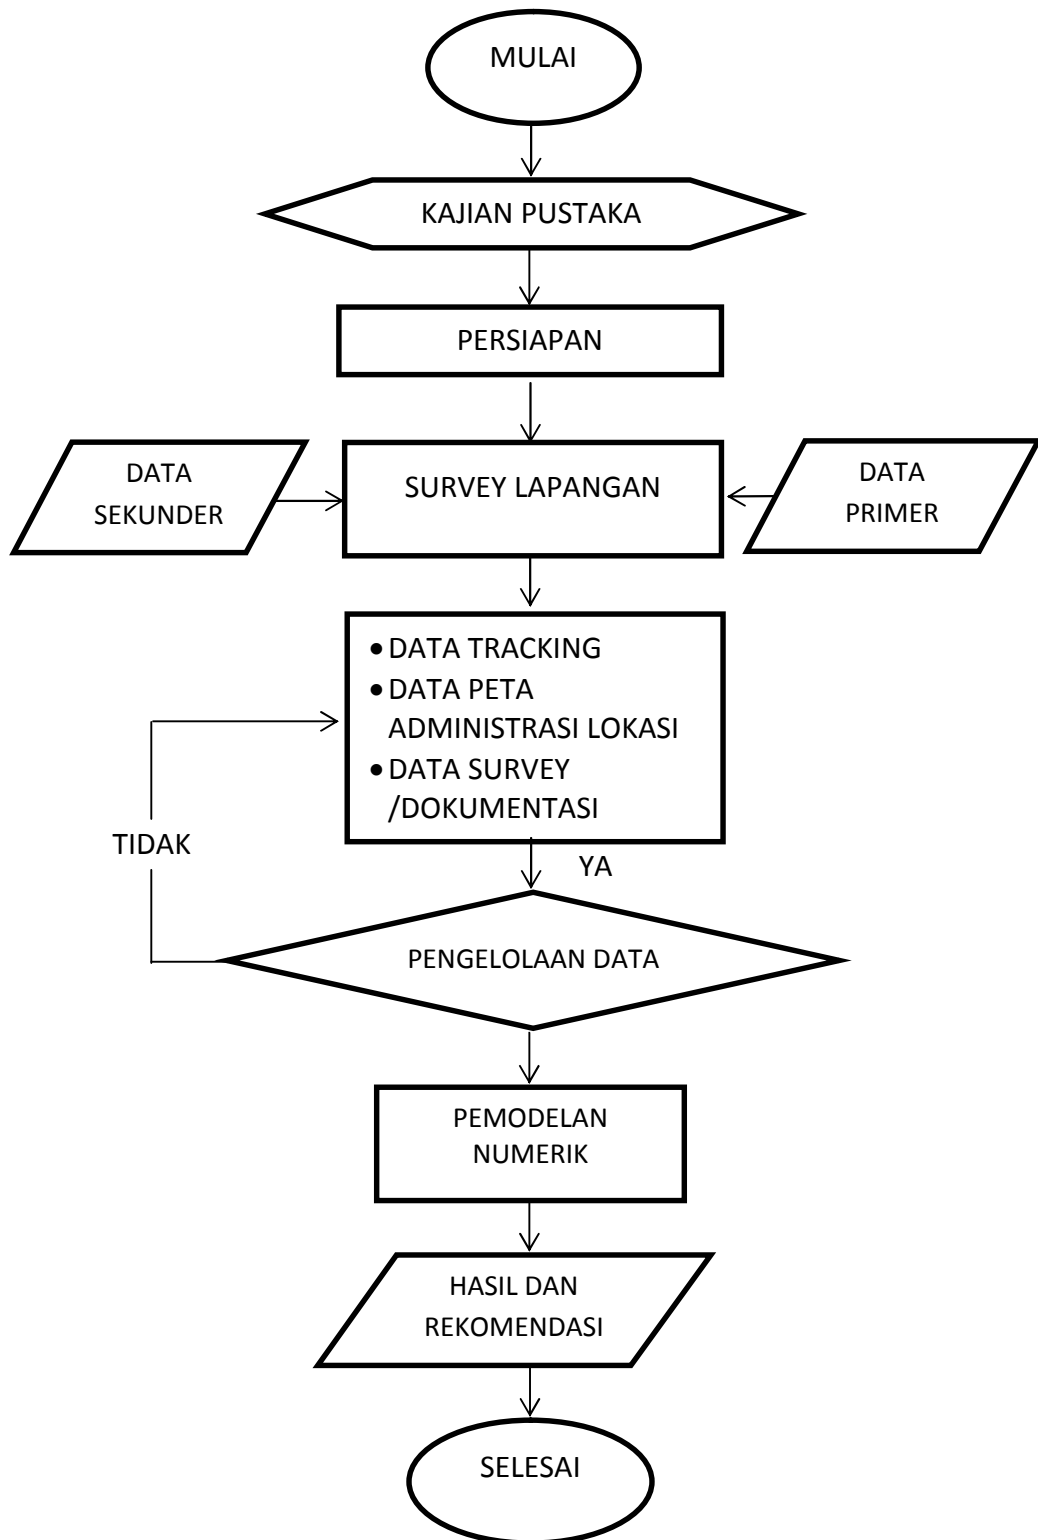 MULAI
KAJIAN PUSTAKA
PERSIAPAN
DATA
SEKUNDER
SURVEY LAPANGAN
DATA
PRIMER
•DATA TRACKING
•DATA PETA
ADMINISTRASI LOKASI
•DATA SURVEY
/DOKUMENTASI
TIDAK
YA
PENGELOLAAN DATA
PEMODELAN
NUMERIK
HASIL DAN
REKOMENDASI
SELESAI